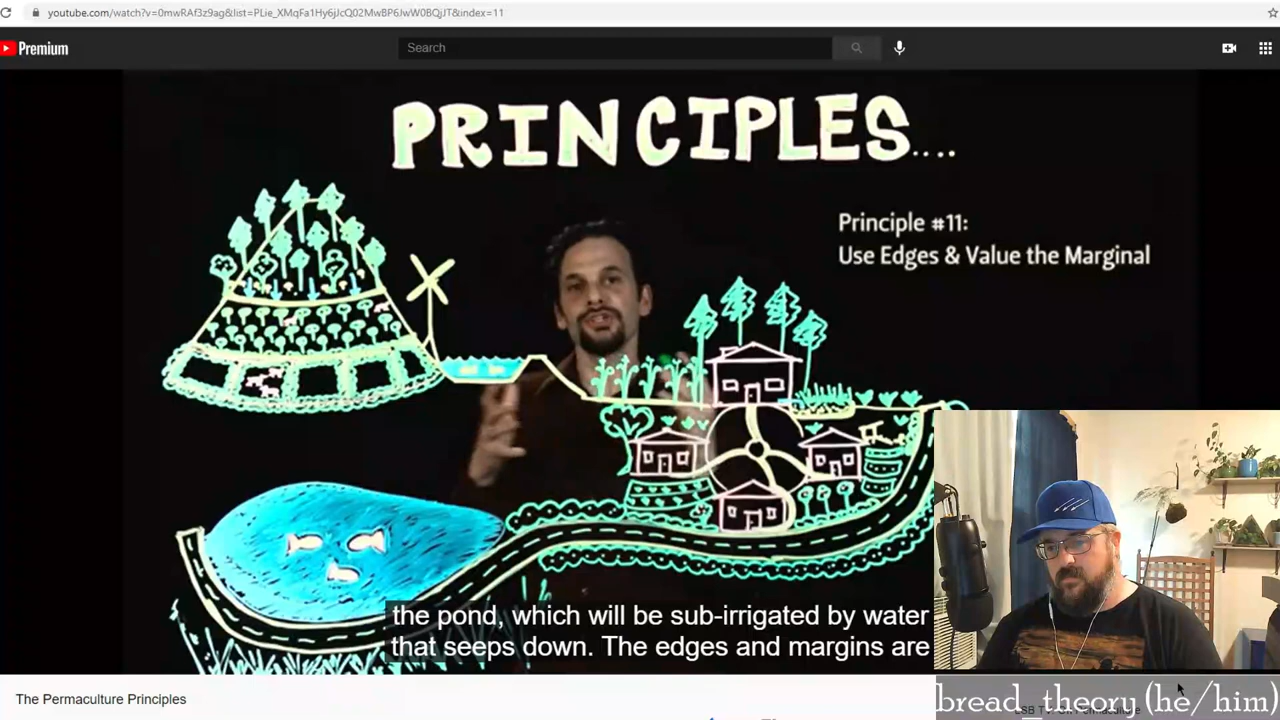 youtube.com/watch?v=0mwRAf3z9ag&list=PLie_XMqFa1Hy6jJcQ02MwBP6JwW0BQjJT&index=11
Premium
Search
PRINCIPLES....
Principle #11:
Use Edges & Value the Marginal
the pond, which will be sub-irrigated by water
that seeps down. The edges and margins are
The Permaculture Principles
bread_theory (he/him)